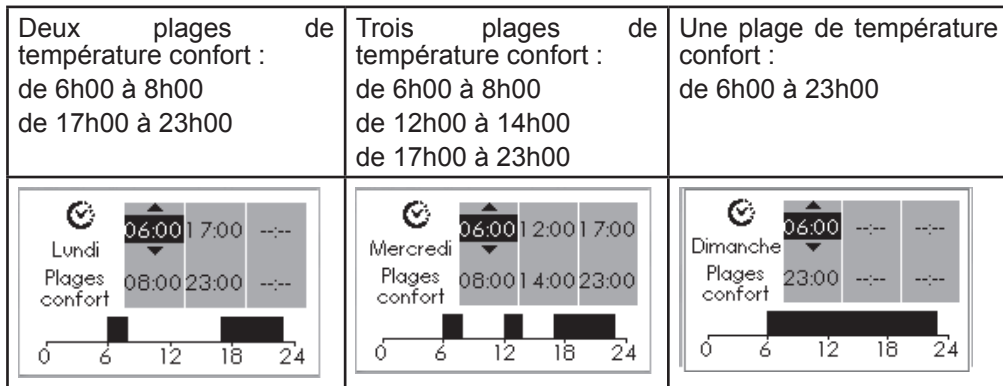 Deux plages de
température confort :
de 6h00 à 8h00
de 17h00 à 23h00
Trois plages de
température confort :
de 6h00 à 8h00
de 12h00 à 14h00
de 17h00 à 23h00
Une plage de température
confort :
de 6h00 à 23h00
Lundi
06:00 17:00 --:--
Plages
confort
08:00 23:00 --:--
0 6 12 18 24
Mercredi
06:00 12:00 17:00
Plages
confort
08:00 14:00 23:00
0 6 12 18 24
Dimanche
06:00 --:-- --:--
Plages
confort
23:00 --:-- --:--
0 6 12 18 24